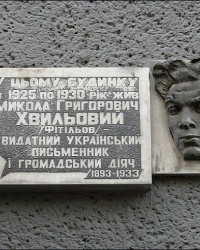 У ЦЬОМУ БУДИНКУ
З 1925 ПО 1930 РІК ЖИВ
МИКОЛА ГРИГОРОВИЧ
ХВИЛЬОВИЙ
/ФІТІЛЬОВ/ –
ВИДАТНИЙ УКРАЇНСЬКИЙ
ПИСЬМЕННИК
І ГРОМАДСЬКИЙ ДІЯЧ
/1893-1933/